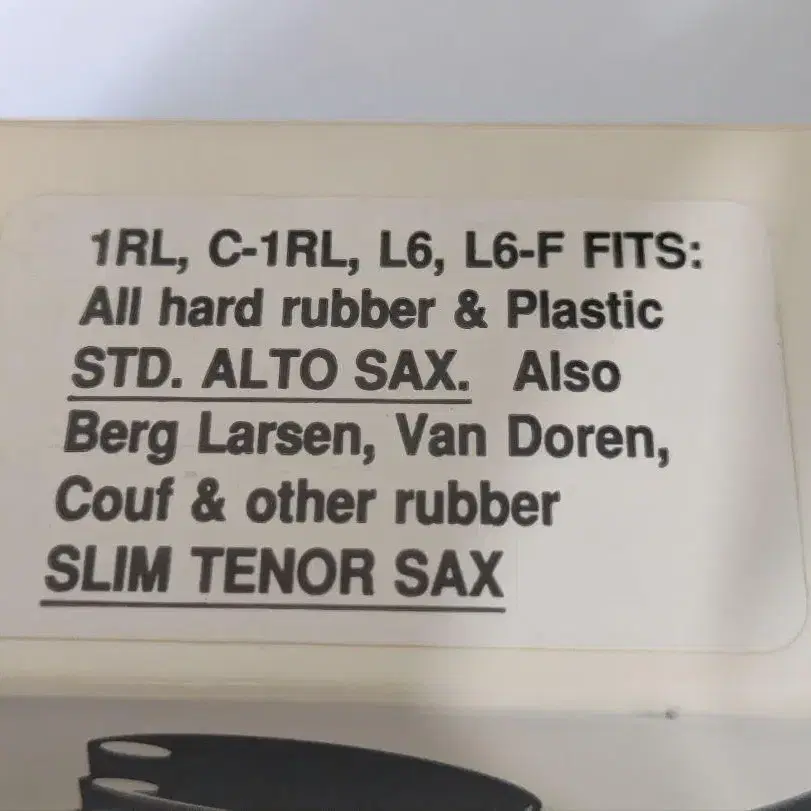 1RL, C-1RL, L6, L6-F FITS:
All hard rubber & Plastic
STD. ALTO SAX. Also
Berg Larsen, Van Doren,
Couf & other rubber
SLIM TENOR SAX